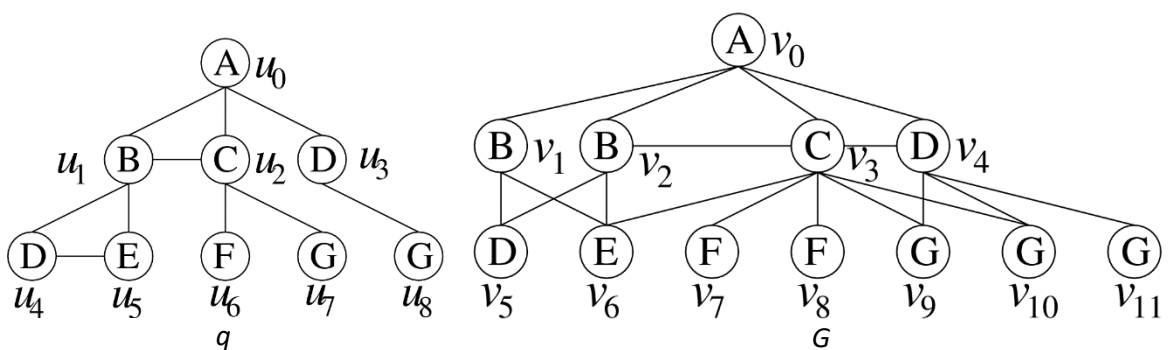 A u₀
B C D
u₁ u₂ u₃
D E F G G
u₄ u₅ u₆ u₇ u₈
q
A v₀
B v₁ B v₂ C v₃ D v₄
D E F F G G G
v₅ v₆ v₇ v₈ v₉ v₁₀ v₁₁
G